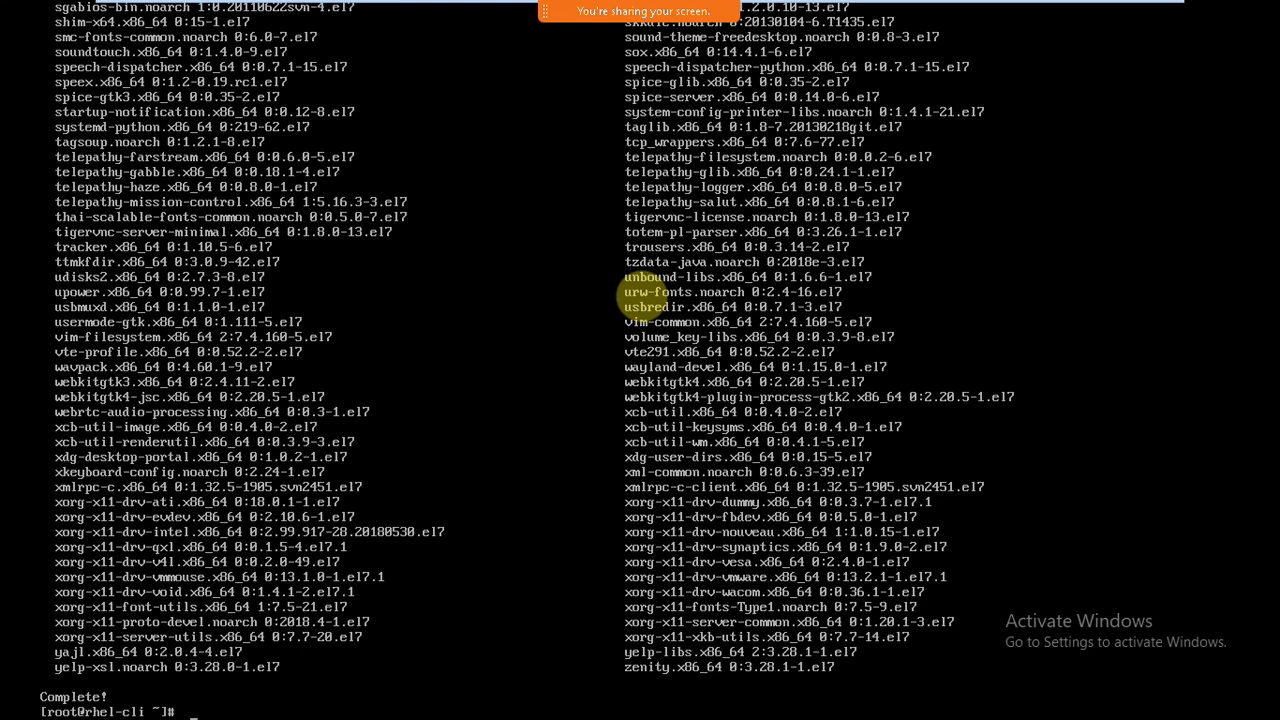 You're sharing your screen.
sgabios-bin.noarch 1:0.20110622svn-4.el7
shim-x64.x86_64 0:15-1.el7 skkdic.noarch 0:20130104-6.T1435.el7
smc-fonts-common.noarch 0:6.0-7.el7 sound-theme-freedesktop.noarch 0:0.8-3.el7
soundtouch.x86_64 0:1.4.0-9.el7 sox.x86_64 0:14.4.1-6.el7
speech-dispatcher.x86_64 0:0.7.1-15.el7 speech-dispatcher-python.x86_64 0:0.7.1-15.el7
speex.x86_64 0:1.2-0.19.rc1.el7 spice-glib.x86_64 0:0.35-2.el7
spice-gtk3.x86_64 0:0.35-2.el7 spice-server.x86_64 0:0.14.0-6.el7
startup-notification.x86_64 0:0.12-8.el7 system-config-printer-libs.noarch 0:1.4.1-21.el7
systemd-python.x86_64 0:219-62.el7 taglib.x86_64 0:1.8-7.20130218git.el7
tagsoup.noarch 0:1.2.1-8.el7 tcp_wrappers.x86_64 0:7.6-77.el7
telepathy-farstream.x86_64 0:0.6.0-5.el7 telepathy-filesystem.noarch 0:0.0.2-6.el7
telepathy-gabble.x86_64 0:0.18.1-4.el7 telepathy-glib.x86_64 0:0.24.1-1.el7
telepathy-haze.x86_64 0:0.8.0-1.el7 telepathy-logger.x86_64 0:0.8.0-5.el7
telepathy-mission-control.x86_64 1:5.16.3-3.el7 telepathy-salut.x86_64 0:0.8.1-6.el7
thai-scalable-fonts-common.noarch 0:0.5.0-7.el7 tigervnc-license.noarch 0:1.8.0-13.el7
tigervnc-server-minimal.x86_64 0:1.8.0-13.el7 totem-pl-parser.x86_64 0:3.26.1-1.el7
tracker.x86_64 0:1.10.5-6.el7 trousers.x86_64 0:0.3.14-2.el7
ttmkfdir.x86_64 0:3.0.9-42.el7 tzdata-java.noarch 0:2018e-3.el7
udisks2.x86_64 0:2.7.3-8.el7 unbound-libs.x86_64 0:1.6.6-1.el7
upower.x86_64 0:0.99.7-1.el7 urw-fonts.noarch 0:2.4-16.el7
usbmuxd.x86_64 0:1.1.0-1.el7 usbredir.x86_64 0:0.7.1-3.el7
usermode-gtk.x86_64 0:1.111-5.el7 vim-common.x86_64 2:7.4.160-5.el7
vim-filesystem.x86_64 2:7.4.160-5.el7 volume_key-libs.x86_64 0:0.3.9-8.el7
vte-profile.x86_64 0:0.52.2-2.el7 vte291.x86_64 0:0.52.2-2.el7
wavpack.x86_64 0:4.60.1-9.el7 wayland-devel.x86_64 0:1.15.0-1.el7
webkitgtk3.x86_64 0:2.4.11-2.el7 webkitgtk4.x86_64 0:2.20.5-1.el7
webkitgtk4-jsc.x86_64 0:2.20.5-1.el7 webkitgtk4-plugin-process-gtk2.x86_64 0:2.20.5-1.el7
webrtc-audio-processing.x86_64 0:0.3-1.el7 xcb-util.x86_64 0:0.4.0-2.el7
xcb-util-image.x86_64 0:0.4.0-2.el7 xcb-util-keysyms.x86_64 0:0.4.0-1.el7
xcb-util-renderutil.x86_64 0:0.3.9-3.el7 xcb-util-wm.x86_64 0:0.4.1-5.el7
xdg-desktop-portal.x86_64 0:1.0.2-1.el7 xdg-user-dirs.x86_64 0:0.15-5.el7
xkeyboard-config.noarch 0:2.24-1.el7 xml-common.noarch 0:0.6.3-39.el7
xmlrpc-c.x86_64 0:1.32.5-1905.svn2451.el7 xmlrpc-c-client.x86_64 0:1.32.5-1905.svn2451.el7
xorg-x11-drv-ati.x86_64 0:18.0.1-1.el7 xorg-x11-drv-dummy.x86_64 0:0.3.7-1.el7.1
xorg-x11-drv-evdev.x86_64 0:2.10.6-1.el7 xorg-x11-drv-fbdev.x86_64 0:0.5.0-1.el7
xorg-x11-drv-intel.x86_64 0:2.99.917-28.20180530.el7 xorg-x11-drv-nouveau.x86_64 1:1.0.15-1.el7
xorg-x11-drv-qxl.x86_64 0:0.1.5-4.el7.1 xorg-x11-drv-synaptics.x86_64 0:1.9.0-2.el7
xorg-x11-drv-v4l.x86_64 0:0.2.0-49.el7 xorg-x11-drv-vesa.x86_64 0:2.4.0-1.el7
xorg-x11-drv-vmmouse.x86_64 0:13.1.0-1.el7.1 xorg-x11-drv-vmware.x86_64 0:13.2.1-1.el7.1
xorg-x11-drv-void.x86_64 0:1.4.1-2.el7.1 xorg-x11-drv-wacom.x86_64 0:0.36.1-1.el7
xorg-x11-font-utils.x86_64 1:7.5-21.el7 xorg-x11-fonts-Type1.noarch 0:7.5-9.el7
xorg-x11-proto-devel.noarch 0:2018.4-1.el7 xorg-x11-server-common.x86_64 0:1.20.1-3.el7
xorg-x11-server-utils.x86_64 0:7.7-20.el7 xorg-x11-xkb-utils.x86_64 0:7.7-14.el7
yajl.x86_64 0:2.0.4-4.el7 yelp-libs.x86_64 2:3.28.1-1.el7
yelp-xsl.noarch 0:3.28.0-1.el7 zenity.x86_64 0:3.28.1-1.el7
Activate Windows
Go to Settings to activate Windows.
Complete!
[root@rhel-cli ~]#